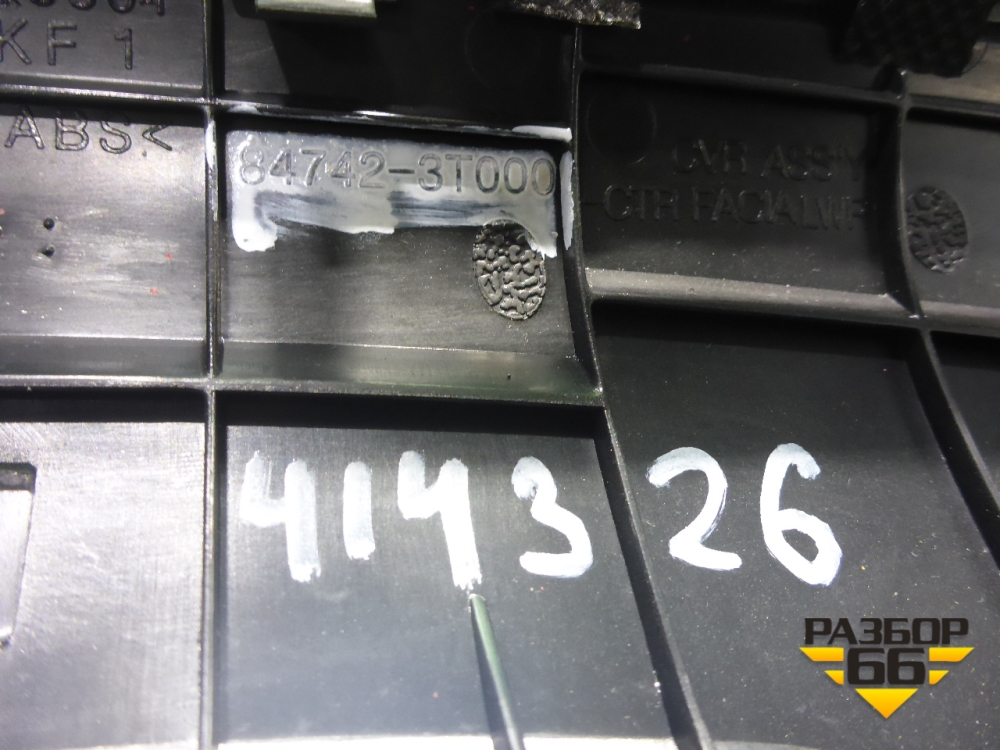 KF 1
ABS<
84742-3T000
CVR ASS'Y
-CTR FACIA LWR
414326
РАЗБОР
66